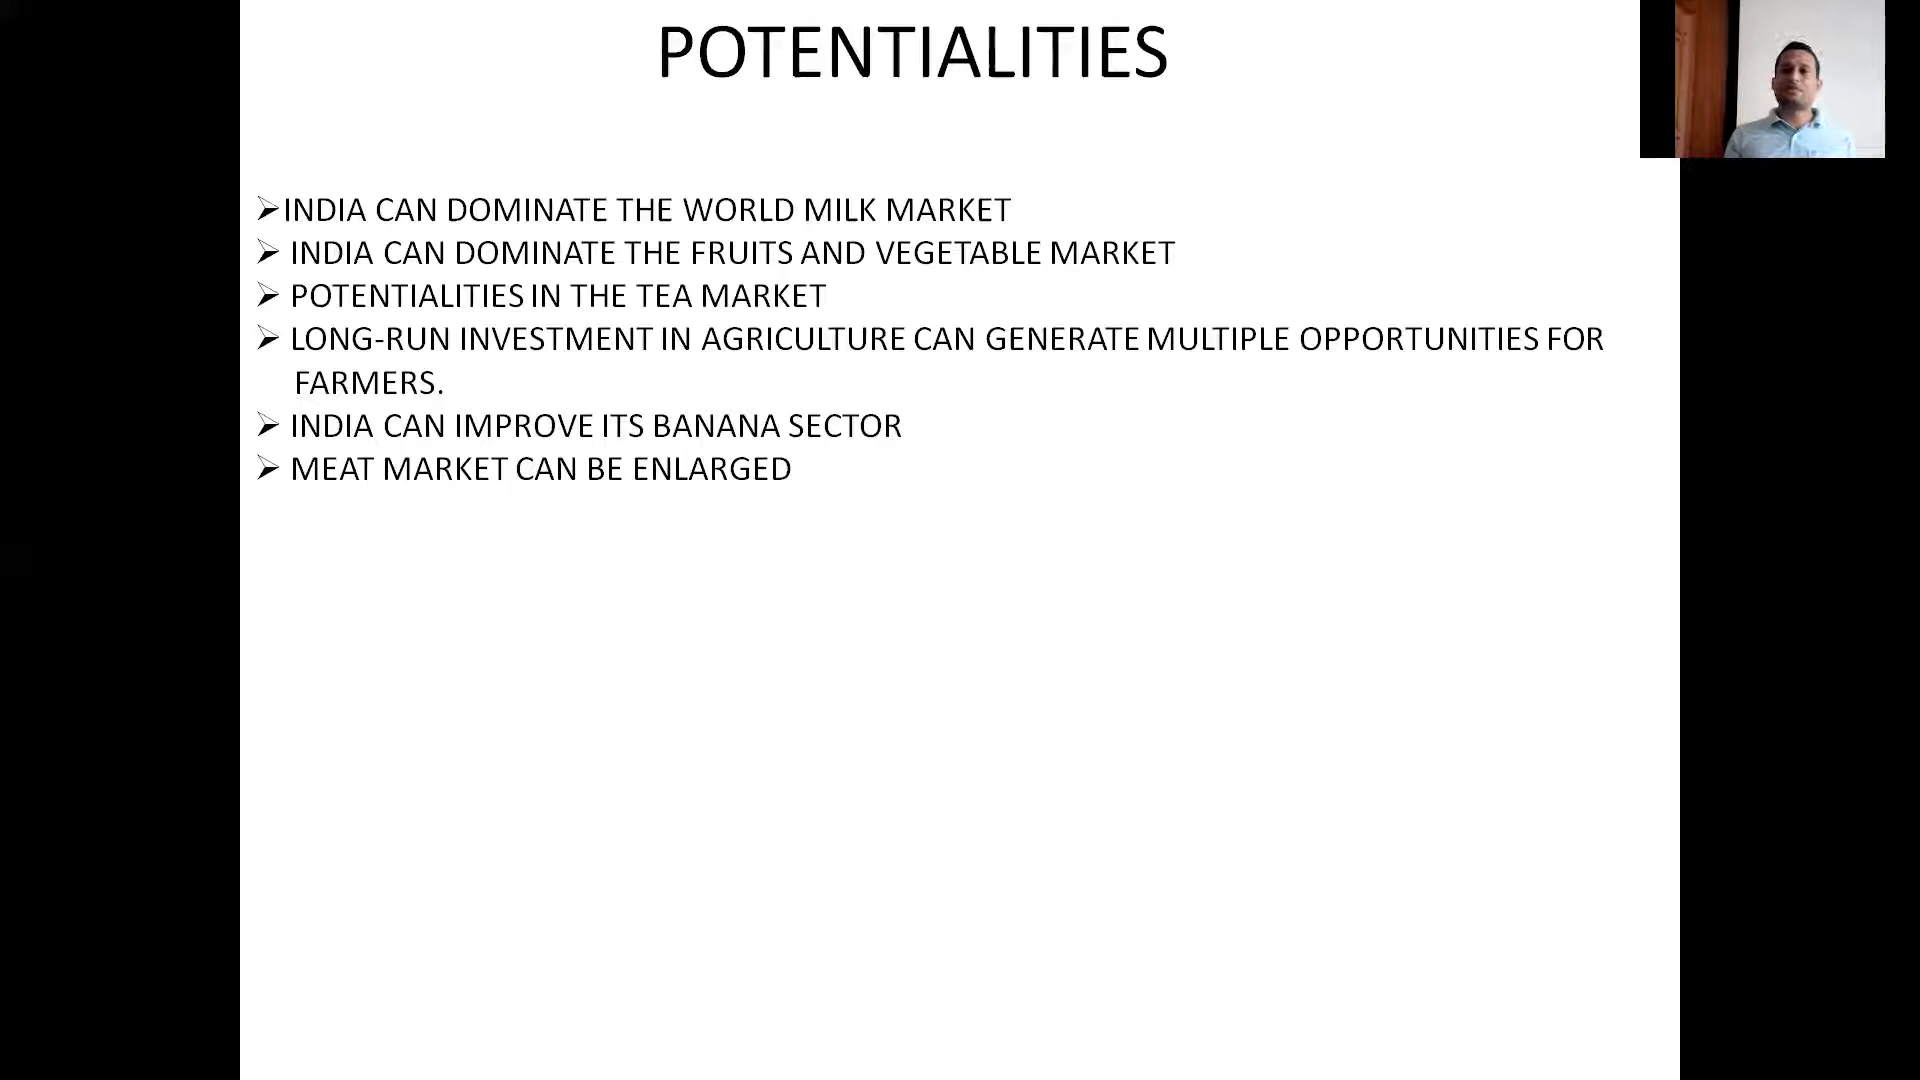 POTENTIALITIES
➢INDIA CAN DOMINATE THE WORLD MILK MARKET
➢ INDIA CAN DOMINATE THE FRUITS AND VEGETABLE MARKET
➢ POTENTIALITIES IN THE TEA MARKET
➢ LONG-RUN INVESTMENT IN AGRICULTURE CAN GENERATE MULTIPLE OPPORTUNITIES FOR
FARMERS.
➢ INDIA CAN IMPROVE ITS BANANA SECTOR
➢ MEAT MARKET CAN BE ENLARGED